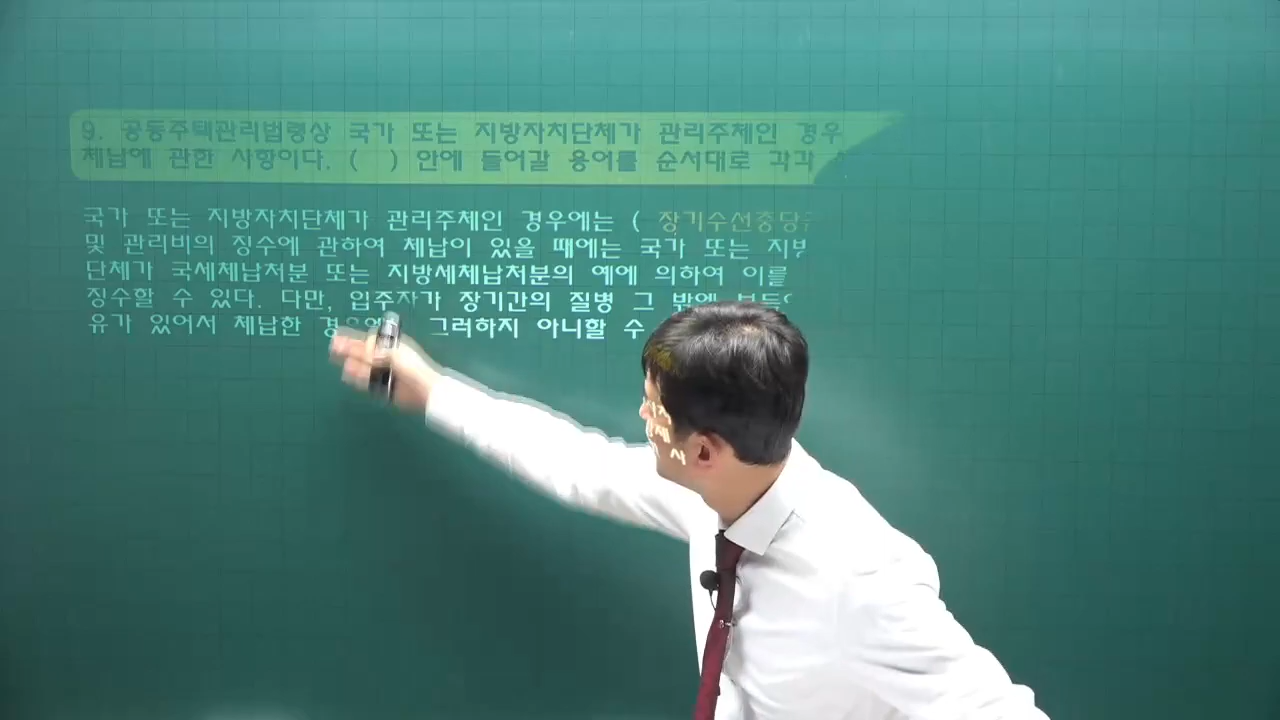 9. 공동주택관리법령상 국가 또는 지방자치단체가 관리주체인 경우
체납에 관한 사항이다. ( ) 안에 들어갈 용어를 순서대로 각각
국가 또는 지방자치단체가 관리주체인 경우에는 ( 장기수선충당
및 관리비의 징수에 관하여 체납이 있을 때에는 국가 또는 지방
단체가 국세체납처분 또는 지방세체납처분의 예에 의하여 이를
징수할 수 있다. 다만, 입주자가 장기간의 질병 그 밖에
유가 있어서 체납한 그러하지 아니할 수